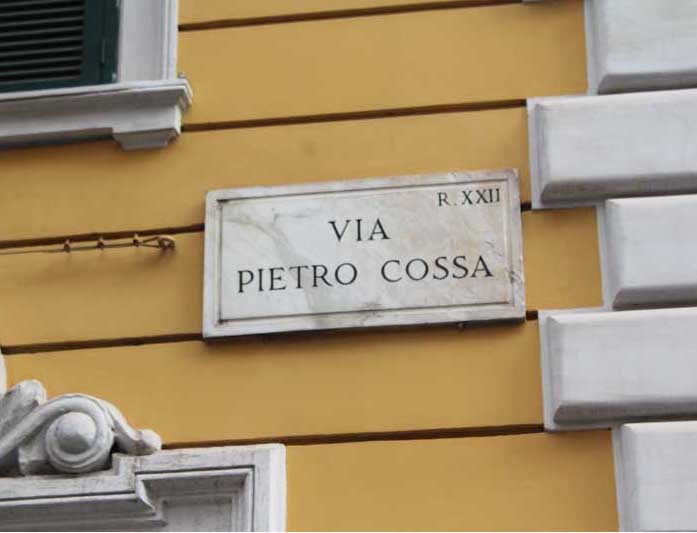 R. XXII
VIA
PIETRO COSSA